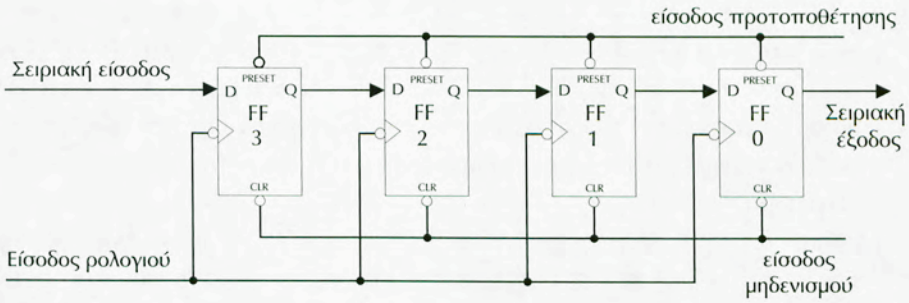 είσοδος προτοποθέτησης
Σειριακή είσοδος
PRESET PRESET PRESET PRESET
D Q D Q D Q D Q
FF FF FF FF
3 2 1 0
Σειριακή
έξοδος
CLR CLR CLR CLR
Είσοδος ρολογιού
είσοδος
μηδενισμού